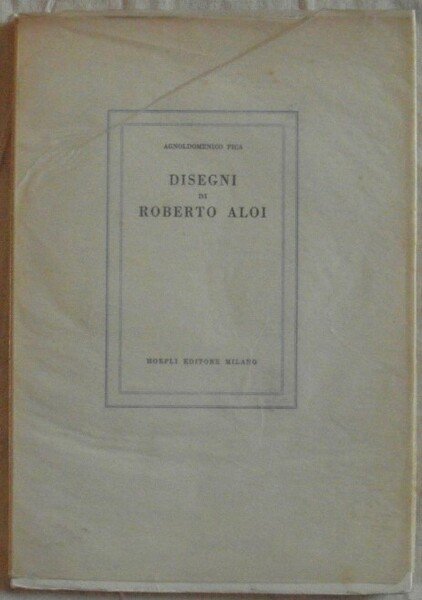 AGNOLDOMENICO PICA
DISEGNI
DI
ROBERTO ALOI
HOEPLI EDITORE MILANO